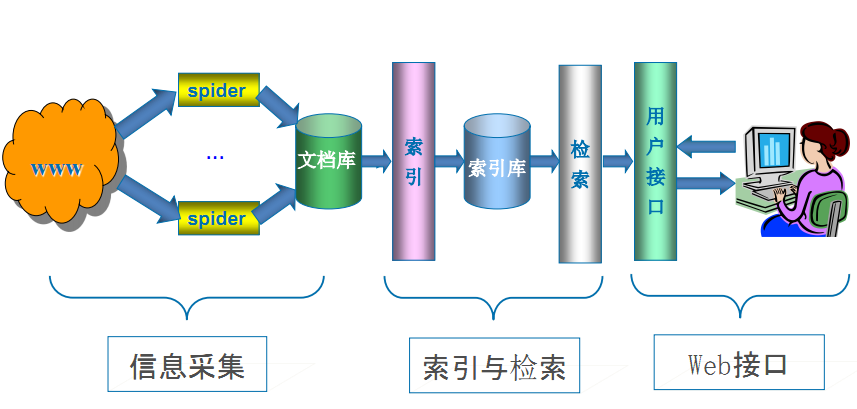 www
spider
...
spider
文档库
索引
索引库
检索
用户接口
信息采集
索引与检索
Web接口